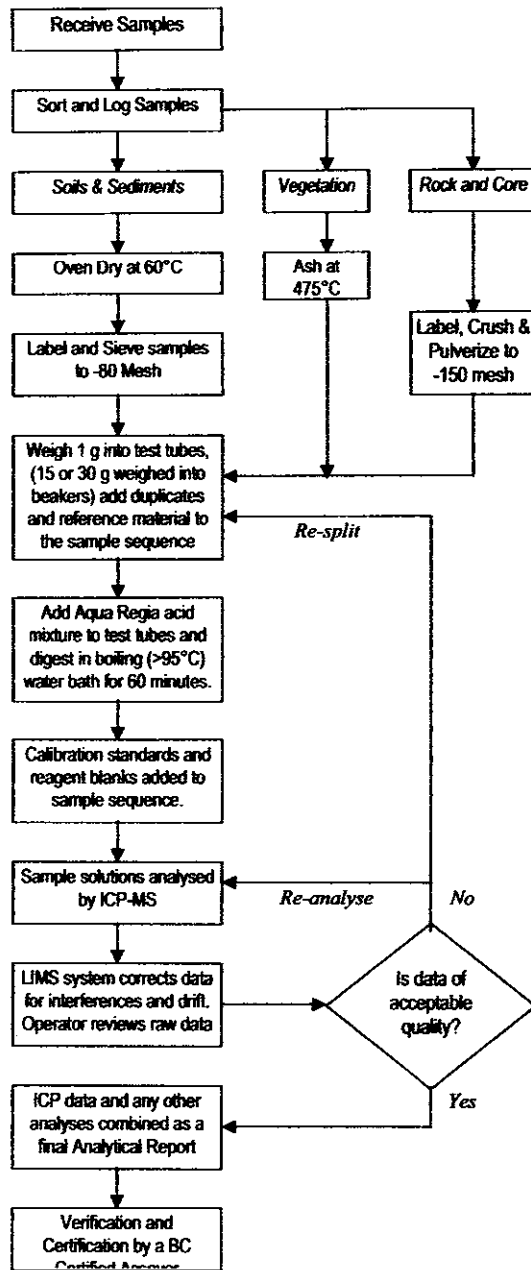 Receive Samples
Sort and Log Samples
Soils & Sediments
Vegetation
Rock and Core
Oven Dry at 60°C
Ash at
475°C
Label and Sieve samples
to -80 Mesh
Label, Crush &
Pulverize to
-150 mesh
Weigh 1 g into test tubes,
(15 or 30 g weighed into
beakers) add duplicates
and reference material to
the sample sequence
Re-split
Add Aqua Regia acid
mixture to test tubes and
digest in boiling (>95°C)
water bath for 60 minutes.
Calibration standards and
reagent blanks added to
sample sequence.
Sample solutions analysed
by ICP-MS
Re-analyse
No
LIMS system corrects data
for interferences and drift.
Operator reviews raw data
Is data of
acceptable
quality?
Yes
ICP data and any other
analyses combined as a
final Analytical Report
Verification and
Certification by a BC
Certified Assayer